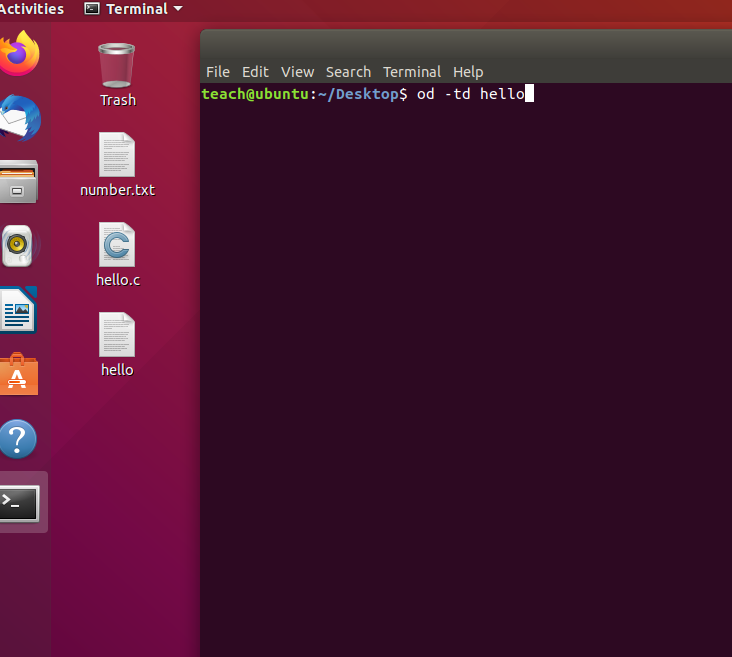 Activities Terminal
Trash
number.txt
hello.c
hello
File Edit View Search Terminal Help
teach@ubuntu:~/Desktop$ od -td hello